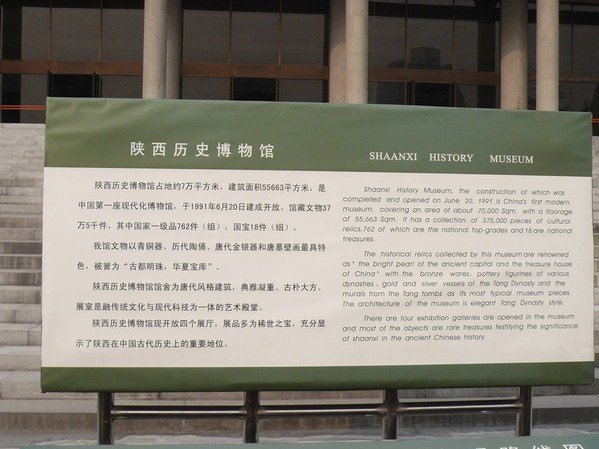 陕西历史博物馆
陕西历史博物馆占地约7万平方米，建筑面积55663平方米，是
中国第一座现代化博物馆，于1991年6月20日建成开放。馆藏文物37
万5千件，其中国家一级品762件（组），国宝18件（组）。
我馆文物以青铜器、历代陶俑、唐代金银器和唐墓壁画最具特
色，被誉为“古都明珠，华夏宝库”。
陕西历史博物馆馆舍为唐代风格建筑，典雅凝重、古朴大方。
展室是融传统文化与现代科技为一体的艺术殿堂。
陕西历史博物馆现开放四个展厅，展品多为稀世之宝，充分显
示了陕西在中国古代历史上的重要地位。
SHAANXI HISTORY MUSEUM
Shaanxi History Museum, the construction of which was
completed and opened on June 20, 1991 is China's first modern
museum, covering an area of about 70,000 Sqm. with a floorage
of 55,663 Sqm. It has a collection of 375,000 pieces of cultural
relics,762 of which are the national top-grades and 18 are national
treasures.
The historical relics collected by this museum are renowned
as "the bright pearl of the ancient capital and the treasure house
of China" with the bronze wares, pottery figurines of various
dynasties, gold and silver vessels of the Tang Dynasty and the
murals from the Tang tombs as its most typical museum pieces.
The architecture of the museum is elegant Tang Dynasty style.
There are four exhibition galleries are opened in the museum
and most of the objects are rare treasures testifying the significance
of shaanxi in the ancient Chinese history.